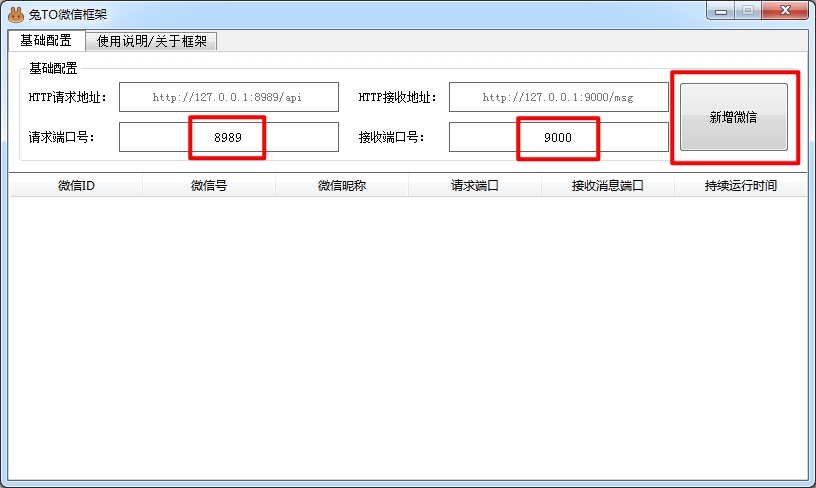 兔TO微信框架
基础配置 使用说明/关于框架
基础配置
HTTP请求地址: http://127.0.0.1:8989/api HTTP接收地址: http://127.0.0.1:9000/msg
新增微信
请求端口号: 8989 接收端口号: 9000
微信ID 微信号 微信昵称 请求端口 接收消息端口 持续运行时间